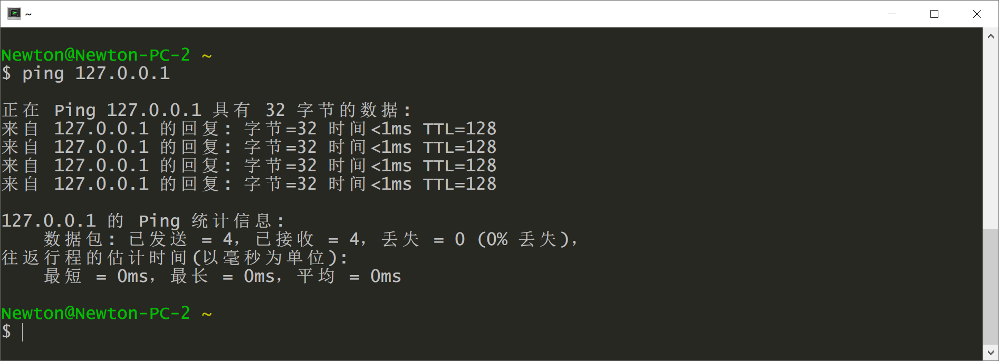 ~
Newton@Newton-PC-2 ~
$ ping 127.0.0.1
正在 Ping 127.0.0.1 具有 32 字节的数据:
来自 127.0.0.1 的回复: 字节=32 时间<1ms TTL=128
来自 127.0.0.1 的回复: 字节=32 时间<1ms TTL=128
来自 127.0.0.1 的回复: 字节=32 时间<1ms TTL=128
来自 127.0.0.1 的回复: 字节=32 时间<1ms TTL=128
127.0.0.1 的 Ping 统计信息:
    数据包: 已发送 = 4，已接收 = 4，丢失 = 0 (0% 丢失)，
往返行程的估计时间(以毫秒为单位):
    最短 = 0ms，最长 = 0ms，平均 = 0ms
Newton@Newton-PC-2 ~
$